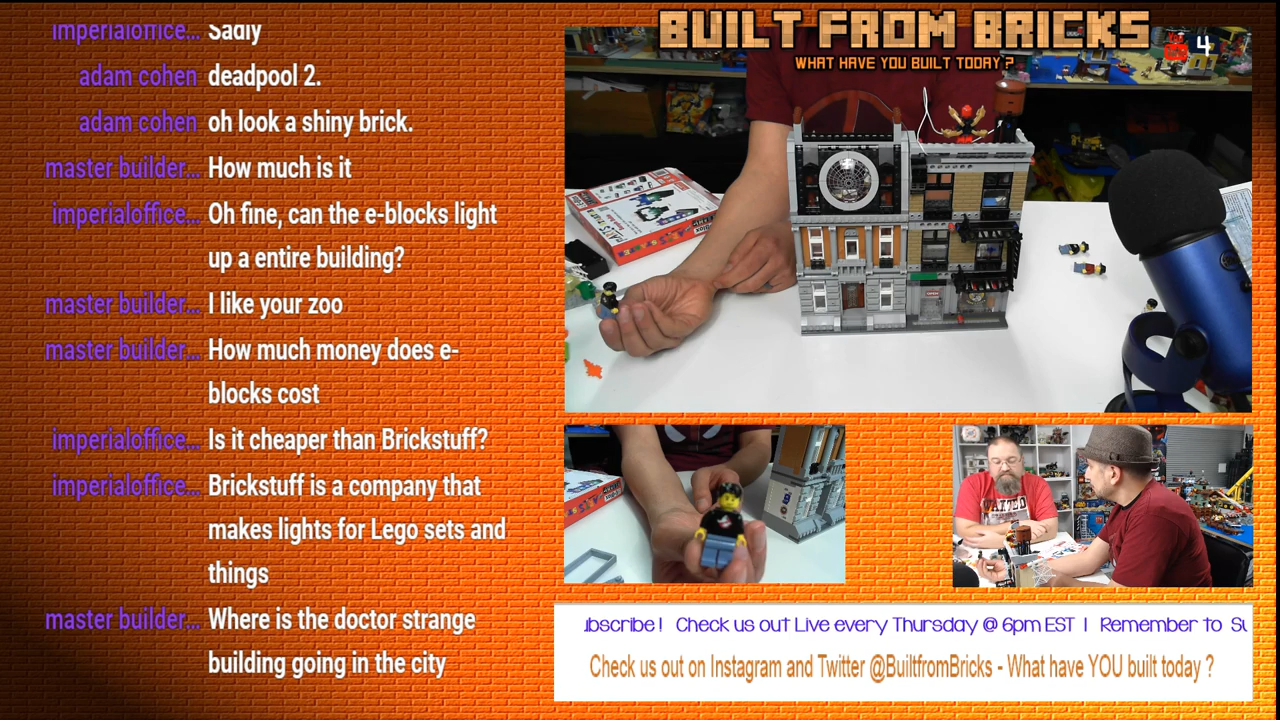 imperialoffice... Sadly
adam cohen deadpool 2.
adam cohen oh look a shiny brick.
master builder... How much is it
imperialoffice... Oh fine, can the e-blocks light
up a entire building?
master builder... I like your zoo
master builder... How much money does e-
blocks cost
imperialoffice... Is it cheaper than Brickstuff?
imperialoffice... Brickstuff is a company that
makes lights for Lego sets and
things
master builder... Where is the doctor strange
building going in the city
BUILT FROM BRICKS
WHAT HAVE YOU BUILT TODAY?
4
WANTED
ubscribe! Check us out Live every Thursday @ 6pm EST | Remember to Su
Check us out on Instagram and Twitter @BuiltfromBricks - What have YOU built today ?